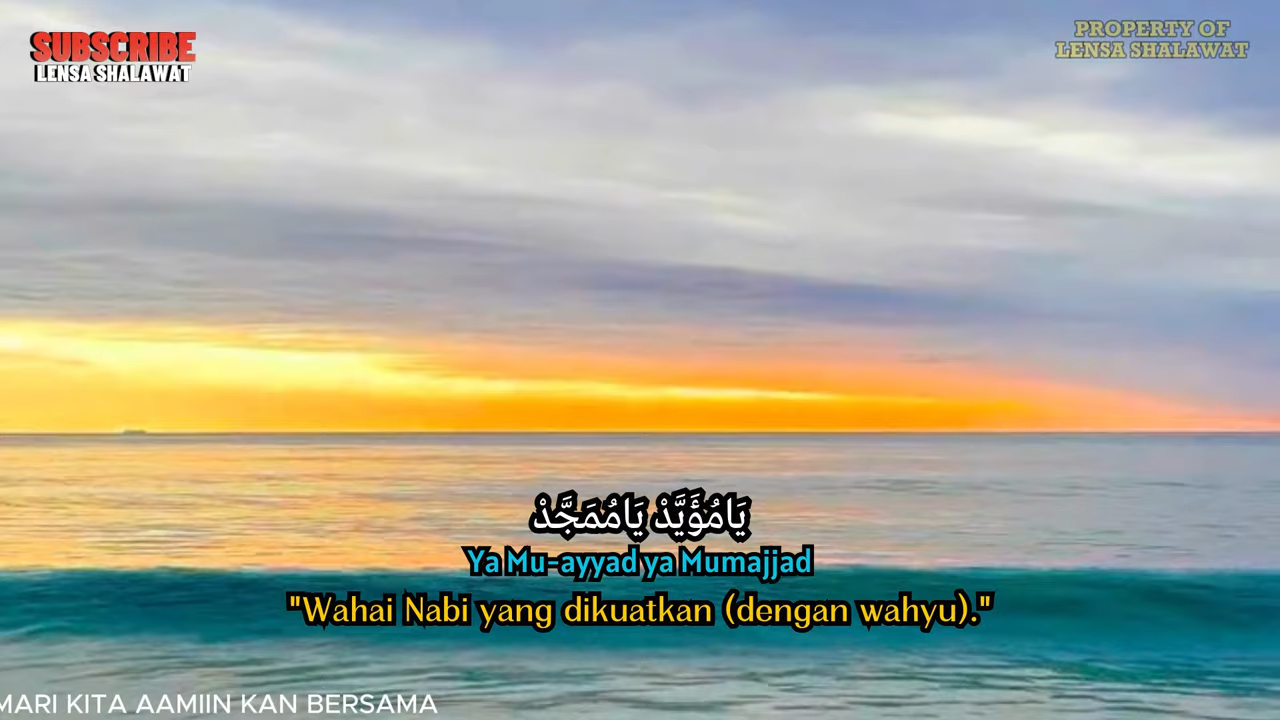 SUBSCRIBE
LENSA SHALAWAT
PROPERTY OF
LENSA SHALAWAT
يَامُؤَيَّدْ يَامُمَجَّدْ
Ya Mu-ayyad ya Mumajjad
"Wahai Nabi yang dikuatkan (dengan wahyu)."
MARI KITA AAMIIN KAN BERSAMA